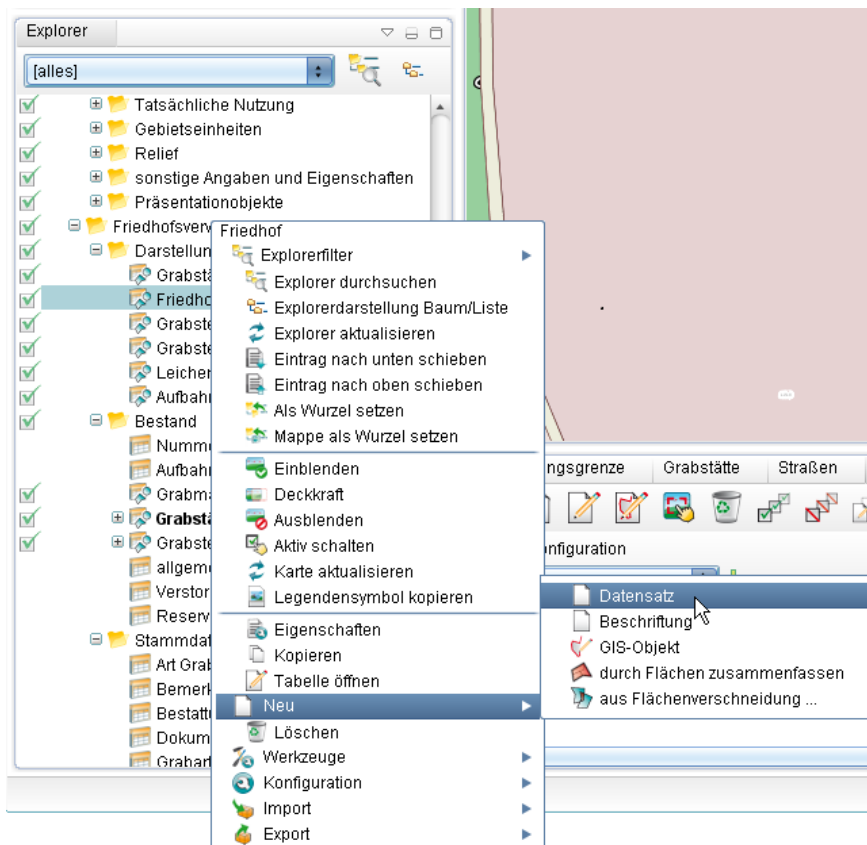 Explorer
[alles]
Tatsächliche Nutzung
Gebietseinheiten
Relief
sonstige Angaben und Eigenschaften
Präsentationobjekte
Friedhofsverw
Darstellun
Grabstä
Friedho
Grabste
Grabste
Leicher
Aufbahr
Bestand
Numme
Aufbahr
Grabma
Grabstä
Grabste
allgeme
Verstor
Reserv
Stammdat
Art Grab
Bemerk
Bestattu
Dokum
Grabart
Friedhof
Explorerfilter
Explorer durchsuchen
Explorerdarstellung Baum/Liste
Explorer aktualisieren
Eintrag nach unten schieben
Eintrag nach oben schieben
Als Wurzel setzen
Mappe als Wurzel setzen
Einblenden
Deckkraft
Ausblenden
Aktiv schalten
Karte aktualisieren
Legendensymbol kopieren
Eigenschaften
Kopieren
Tabelle öffnen
Neu
Löschen
Werkzeuge
Konfiguration
Import
Export
ngsgrenze Grabstätte Straßen
nfiguration
Datensatz
Beschriftung
GIS-Objekt
durch Flächen zusammenfassen
aus Flächenverschneidung ...